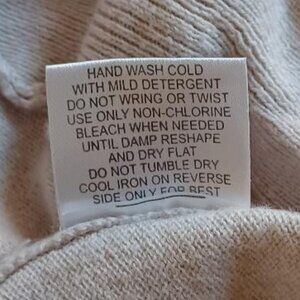 HAND WASH COLD
WITH MILD DETERGENT
DO NOT WRING OR TWIST
USE ONLY NON-CHLORINE
BLEACH WHEN NEEDED
UNTIL DAMP RESHAPE
AND DRY FLAT
DO NOT TUMBLE DRY
COOL IRON ON REVERSE
SIDE ONLY FOR BEST